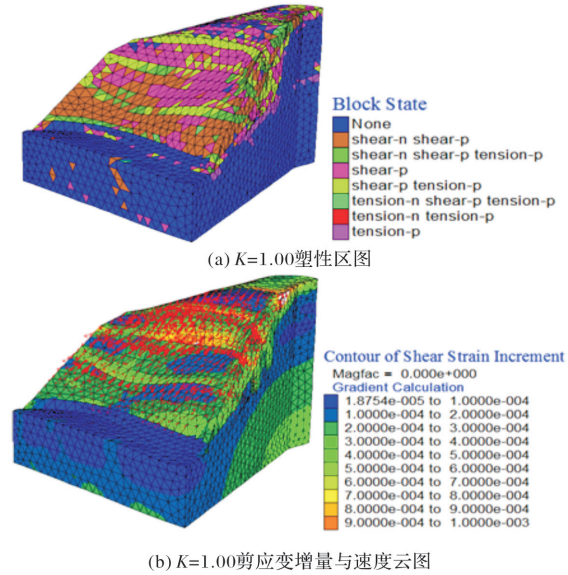 Block State
None
shear-n shear-p
shear-n shear-p tension-p
shear-p
shear-p tension-p
tension-n shear-p tension-p
tension-n tension-p
tension-p
(a) K=1.00塑性区图
Contour of Shear Strain Increment
Magfac = 0.000e+000
Gradient Calculation
1.8754e-005 to 1.0000e-004
1.0000e-004 to 2.0000e-004
2.0000e-004 to 3.0000e-004
3.0000e-004 to 4.0000e-004
4.0000e-004 to 5.0000e-004
5.0000e-004 to 6.0000e-004
6.0000e-004 to 7.0000e-004
7.0000e-004 to 8.0000e-004
8.0000e-004 to 9.0000e-004
9.0000e-004 to 1.0000e-003
(b) K=1.00剪应变增量与速度云图